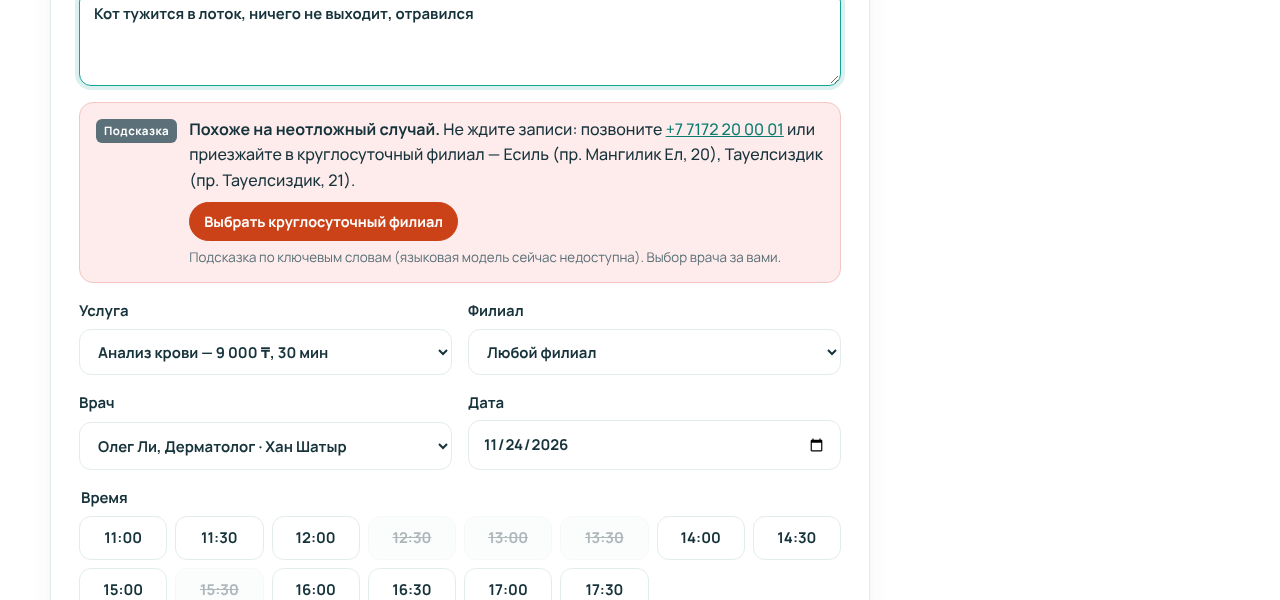 Кот тужится в лоток, ничего не выходит, отравился
Подсказка
Похоже на неотложный случай. Не ждите записи: позвоните +7 7172 20 00 01 или
приезжайте в круглосуточный филиал — Есиль (пр. Мангилик Ел, 20), Тауелсиздик
(пр. Тауелсиздик, 21).
Выбрать круглосуточный филиал
Подсказка по ключевым словам (языковая модель сейчас недоступна). Выбор врача за вами.
Услуга
Филиал
Анализ крови — 9 000 ₸, 30 мин
Любой филиал
Врач
Дата
Олег Ли, Дерматолог · Хан Шатыр
11/24/2026
Время
11:00 11:30 12:00 12:30 13:00 13:30 14:00 14:30
15:00 15:30 16:00 16:30 17:00 17:30